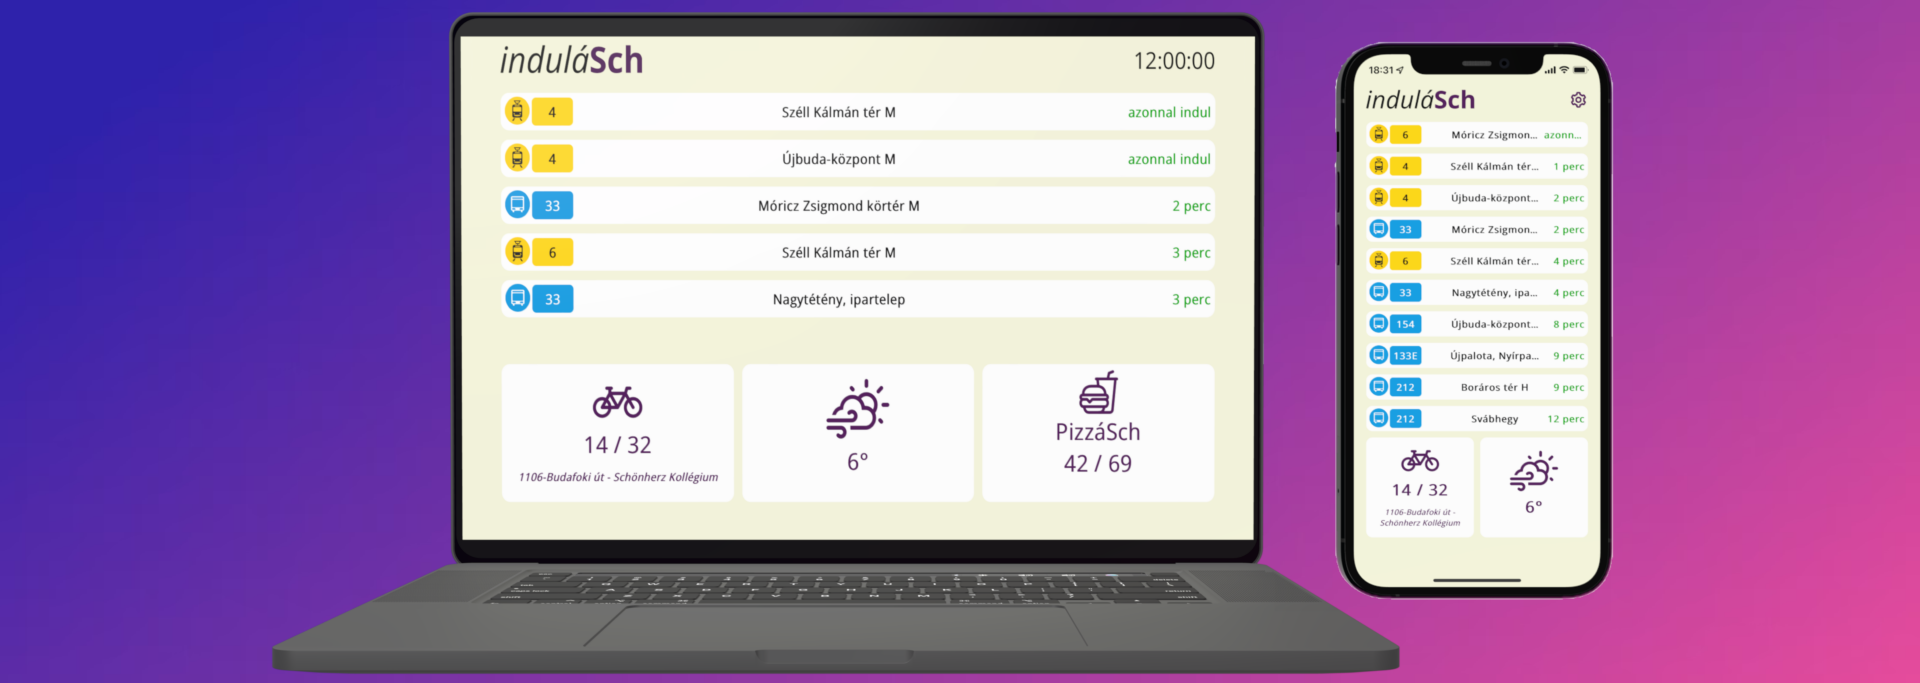 induláSch
12:00:00
4 Széll Kálmán tér M azonnal indul
4 Újbuda-központ M azonnal indul
33 Móricz Zsigmond körtér M 2 perc
6 Széll Kálmán tér M 3 perc
33 Nagytétény, ipartelep 3 perc
14 / 32
1106-Budafoki út - Schönherz Kollégium
6°
PizzáSch
42 / 69
18:31
induláSch
6 Móricz Zsigmon... azonn...
4 Széll Kálmán tér... 1 perc
4 Újbuda-központ... 2 perc
33 Móricz Zsigmon... 2 perc
6 Széll Kálmán tér... 4 perc
33 Nagytétény, ipa... 4 perc
154 Újbuda-központ... 8 perc
133E Újpalota, Nyírpa... 9 perc
212 Boráros tér H 9 perc
212 Svábhegy 12 perc
14 / 32
1106-Budafoki út -
Schönherz Kollégium
6°